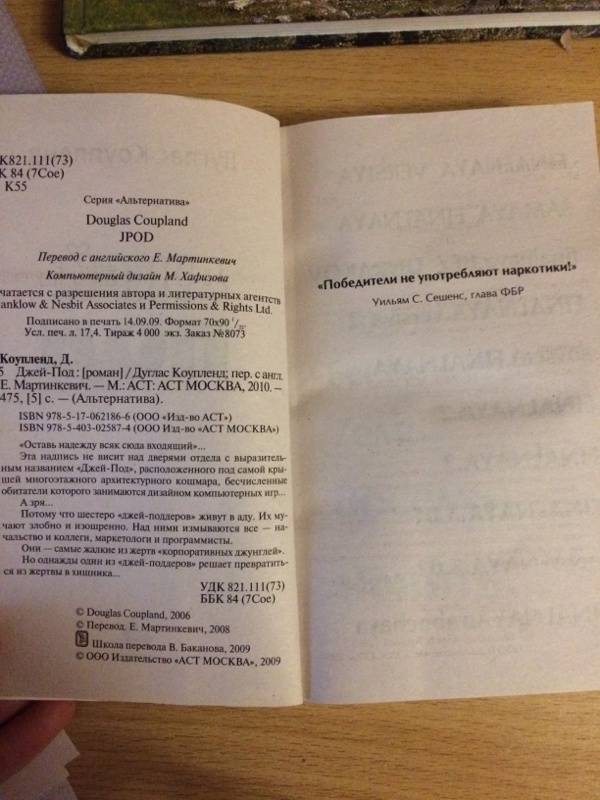 К821.111(73)
К 84 (7Сое)
К55
Серия «Альтернатива»
Douglas Coupland
JPOD
Перевод с английского Е. Мартинкевич
Компьютерный дизайн М. Хафизова
чатается с разрешения автора и литературных агентств
anklow & Nesbit Associates и Permissions & Rights Ltd.
Подписано в печать 14.09.09. Формат 70х90 1/
Усл. печ. л. 17,4. Тираж 4 000 экз. Заказ №8073
Коупленд, Д.
5 Джей-Под : [роман] / Дуглас Коупленд; пер. с англ.
Е. Мартинкевич. — М.: АСТ: АСТ МОСКВА, 2010. —
475, [5] с. — (Альтернатива).
ISBN 978-5-17-062186-6 (ООО «Изд-во АСТ»)
ISBN 978-5-403-02587-4 (ООО Изд-во «АСТ МОСКВА»)
«Оставь надежду всяк сюда входящий»...
Эта надпись не висит над дверями отдела с выразитель-
ным названием «Джей-Под», расположенного под самой кры-
шей многоэтажного архитектурного кошмара, бесчисленные
обитатели которого занимаются дизайном компьютерных игр...
А зря...
Потому что шестеро «джей-поддеров» живут в аду. Их му-
чают злобно и изощренно. Над ними измываются все — на-
чальство и коллеги, маркетологи и программисты.
Они — самые жалкие из жертв «корпоративных джунглей».
Но однажды один из «джей-поддеров» решает превратить-
ся из жертвы в хищника...
УДК 821.111(73)
ББК 84 (7Сое)
© Douglas Coupland, 2006
© Перевод. Е. Мартинкевич, 2008
Школа перевода В. Баканова, 2009
© ООО Издательство «АСТ МОСКВА», 2009
«Победители не употребляют наркотики!»
Уильям С. Сешенс, глава ФБР